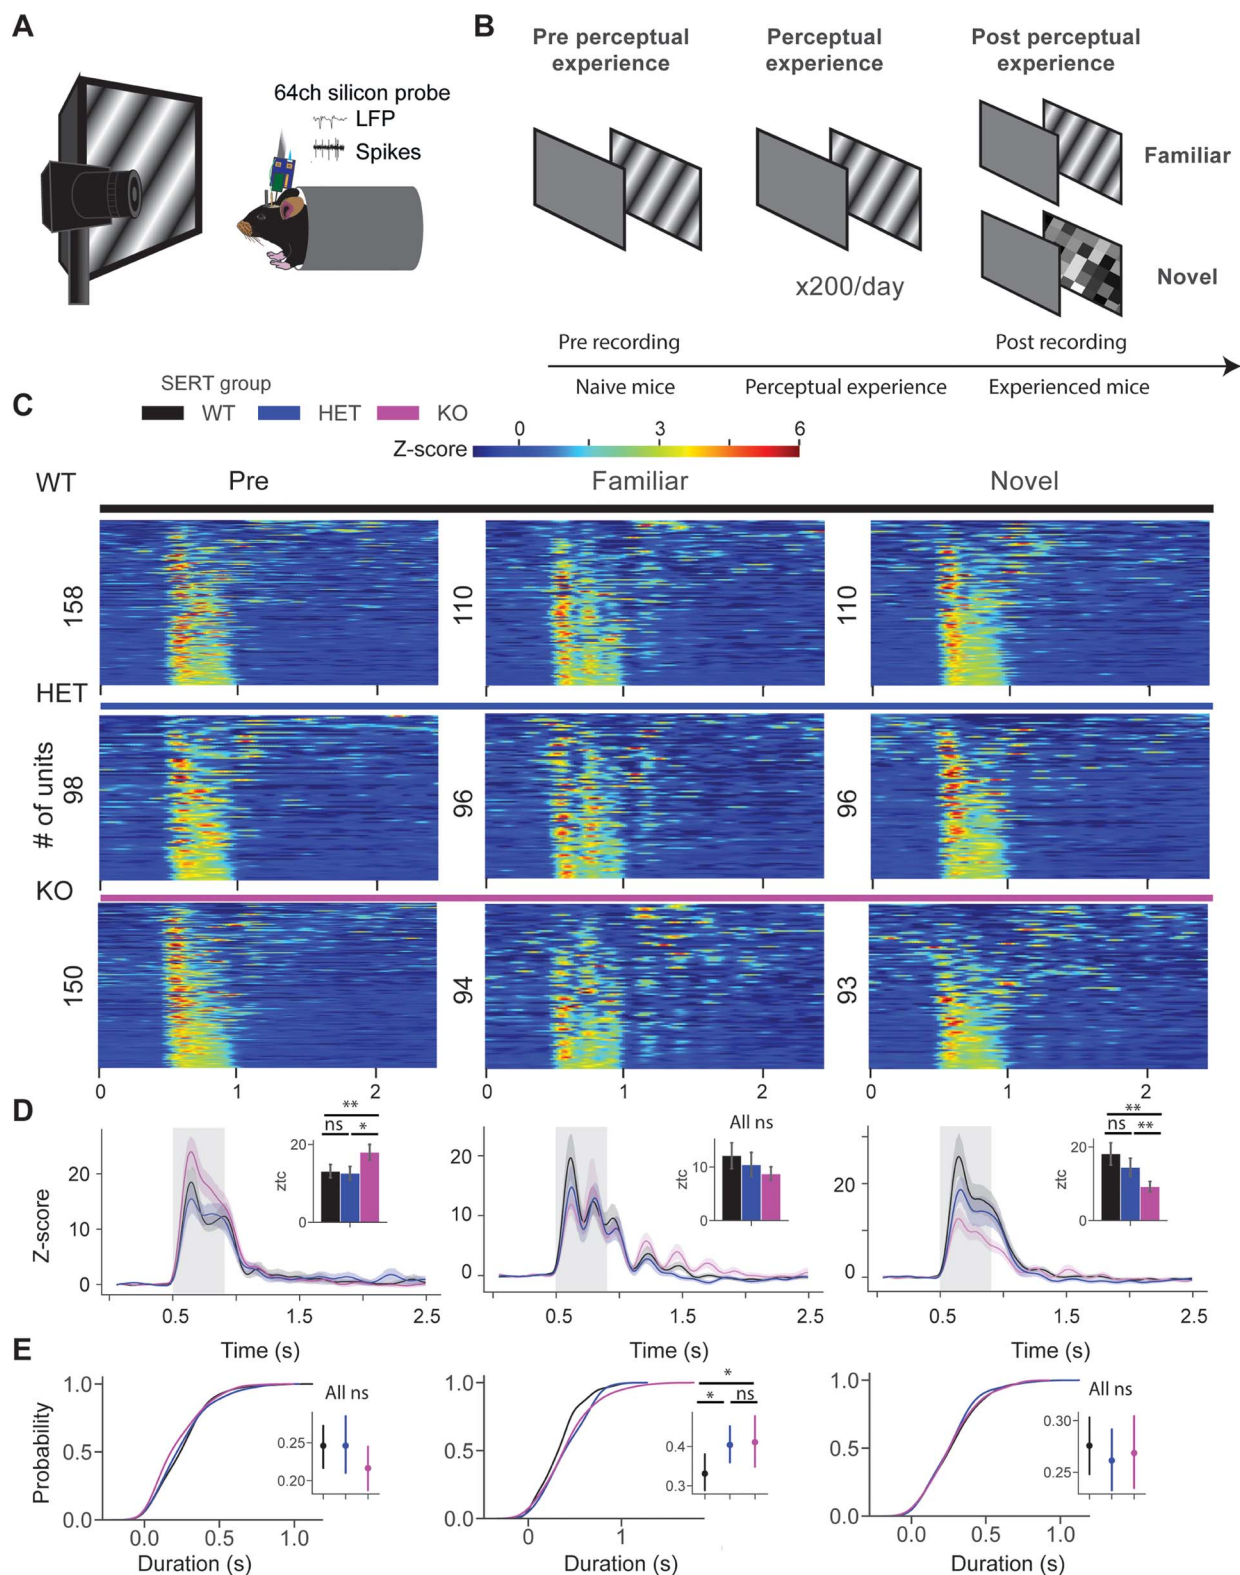 A
64ch silicon probe
LFP
Spikes
B
Pre perceptual
experience
Perceptual
experience
Post perceptual
experience
Familiar
Novel
x200/day
Pre recording
Post recording
Naive mice
Perceptual experience
Experienced mice
SERT group
C
WT
HET
KO
0
3
6
Z-score
WT
Pre
Familiar
Novel
158
110
110
HET
# of units
98
96
96
KO
150
94
93
0 1 2
0 1 2
0 1 2
D
Z-score
20
10
0
0.5 1.5 2.5
Time (s)
ztc
20
0
**
ns
*
20
10
0
0.5 1.5 2.5
Time (s)
All ns
ztc
10
0
20
0
0.5 1.5 2.5
Time (s)
**
ns
**
ztc
20
0
E
Probability
1.0
0.5
0.0
0.0 0.5 1.0
Duration (s)
All ns
0.25
0.20
1.0
0.5
0.0
0 1
Duration (s)
*
*
ns
0.4
0.3
1.0
0.5
0.0
0.0 0.5 1.0
Duration (s)
All ns
0.30
0.25